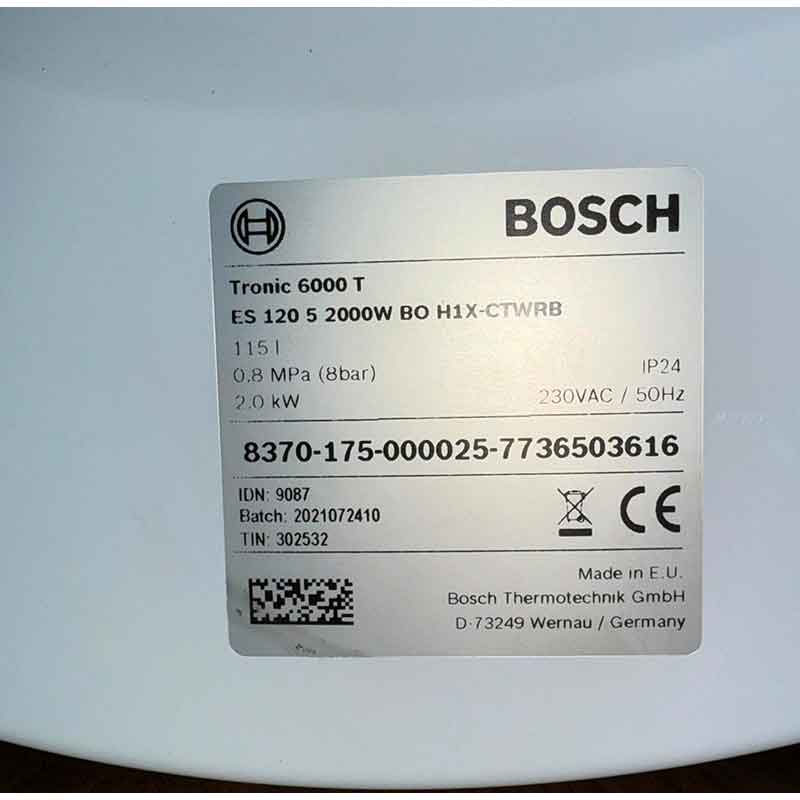 BOSCH
Tronic 6000 T
ES 120 5 2000W BO H1X-CTWRB
115 l
0.8 MPa (8bar) IP24
2.0 kW 230VAC / 50Hz
8370-175-000025-7736503616
IDN: 9087
Batch: 2021072410
TIN: 302532
CE
Made in E.U.
Bosch Thermotechnik GmbH
D-73249 Wernau / Germany